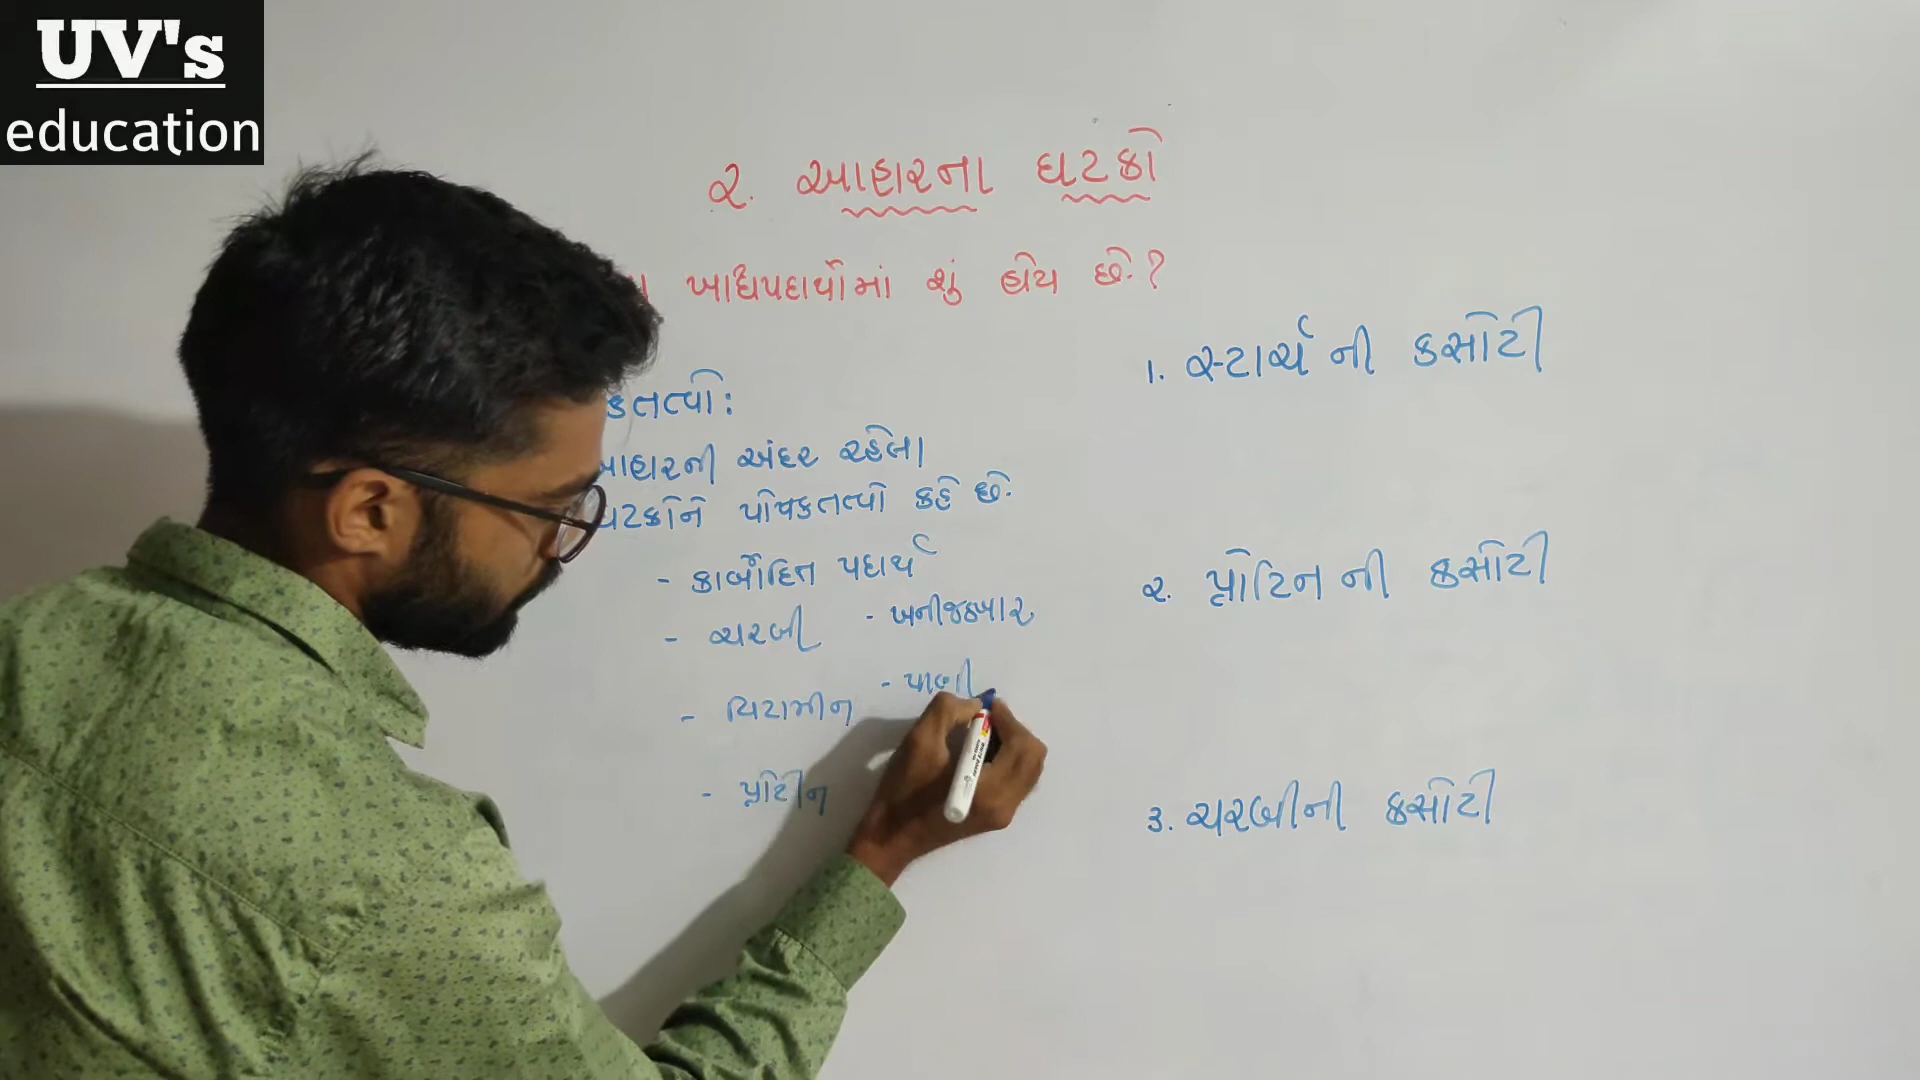 UV's
education
૨. આહારના ઘટકો
ખાદ્યપદાર્થોમાં શું હોય છે?
કતત્વો:
આહારની અંદર રહેલા
ઘટકોને પોષકતત્વો કહે છે.
- કાર્બોદિત પદાર્થ
- ચરબી - ખનીજક્ષાર
- વિટામીન - પાણી
- પ્રોટીન
૧. સ્ટાર્ચ ની કસોટી
૨. પ્રોટિન ની કસોટી
૩. ચરબીની કસોટી